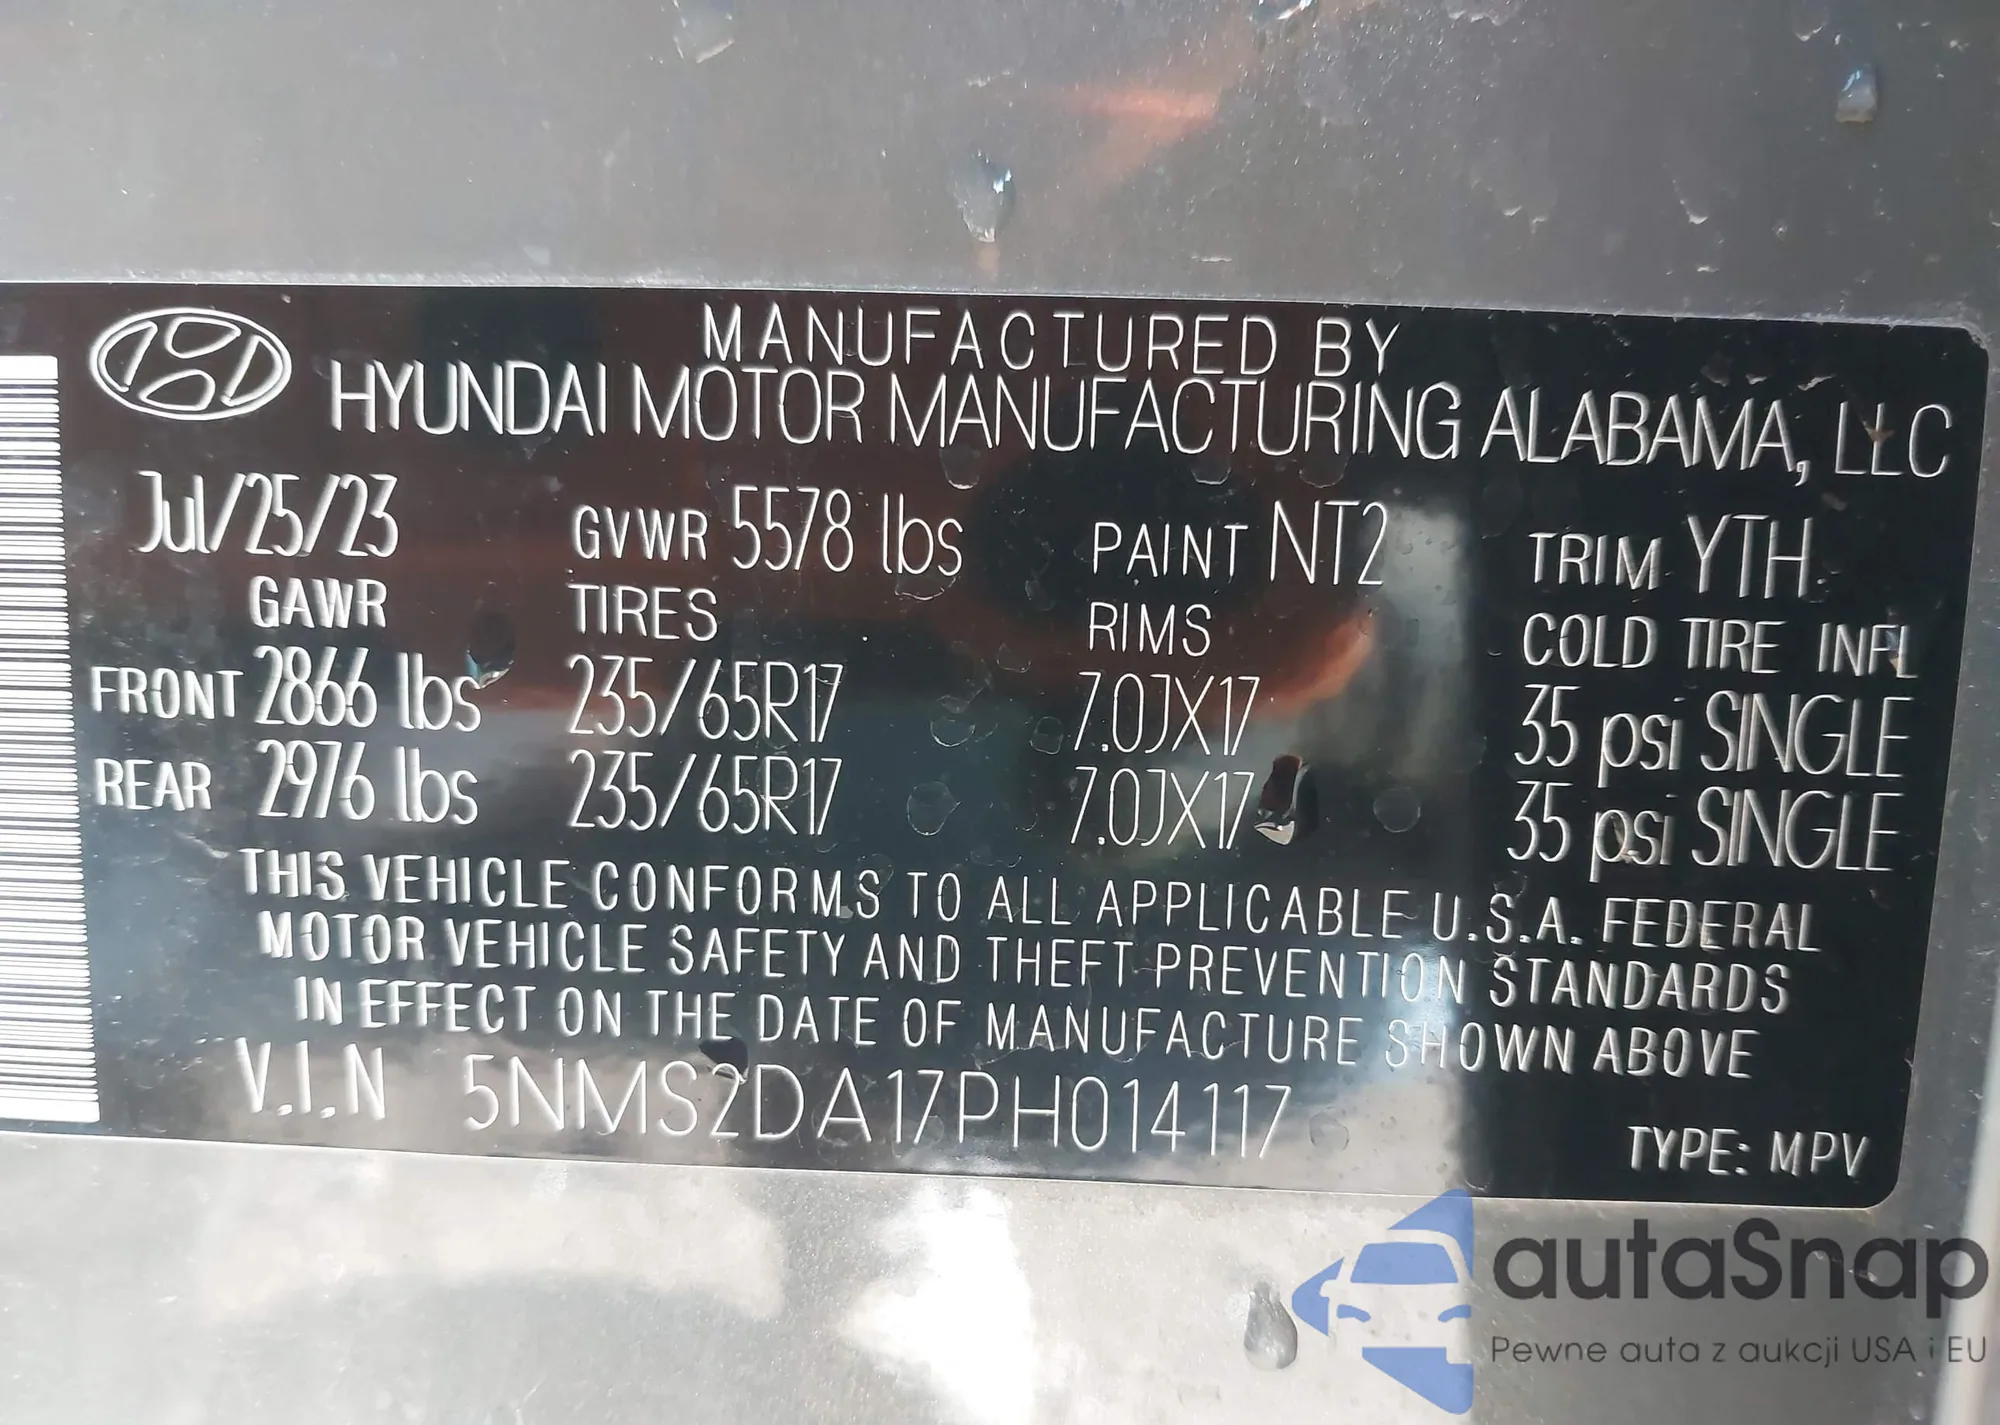 MANUFACTURED BY
HYUNDAI MOTOR MANUFACTURING ALABAMA, LLC
Jul/25/23 GVWR 5578 lbs PAINT NT2 TRIM YTH
GAWR TIRES RIMS COLD TIRE INFL
FRONT 2866 lbs 235/65R17 7.0JX17 35 psi SINGLE
REAR 2976 lbs 235/65R17 7.0JX17 35 psi SINGLE
THIS VEHICLE CONFORMS TO ALL APPLICABLE U.S.A. FEDERAL
MOTOR VEHICLE SAFETY AND THEFT PREVENTION STANDARDS
IN EFFECT ON THE DATE OF MANUFACTURE SHOWN ABOVE
V.I.N 5NMS2DA17PH014117
TYPE: MPV
autaSnap
Pewne auta z aukcji USA i EU